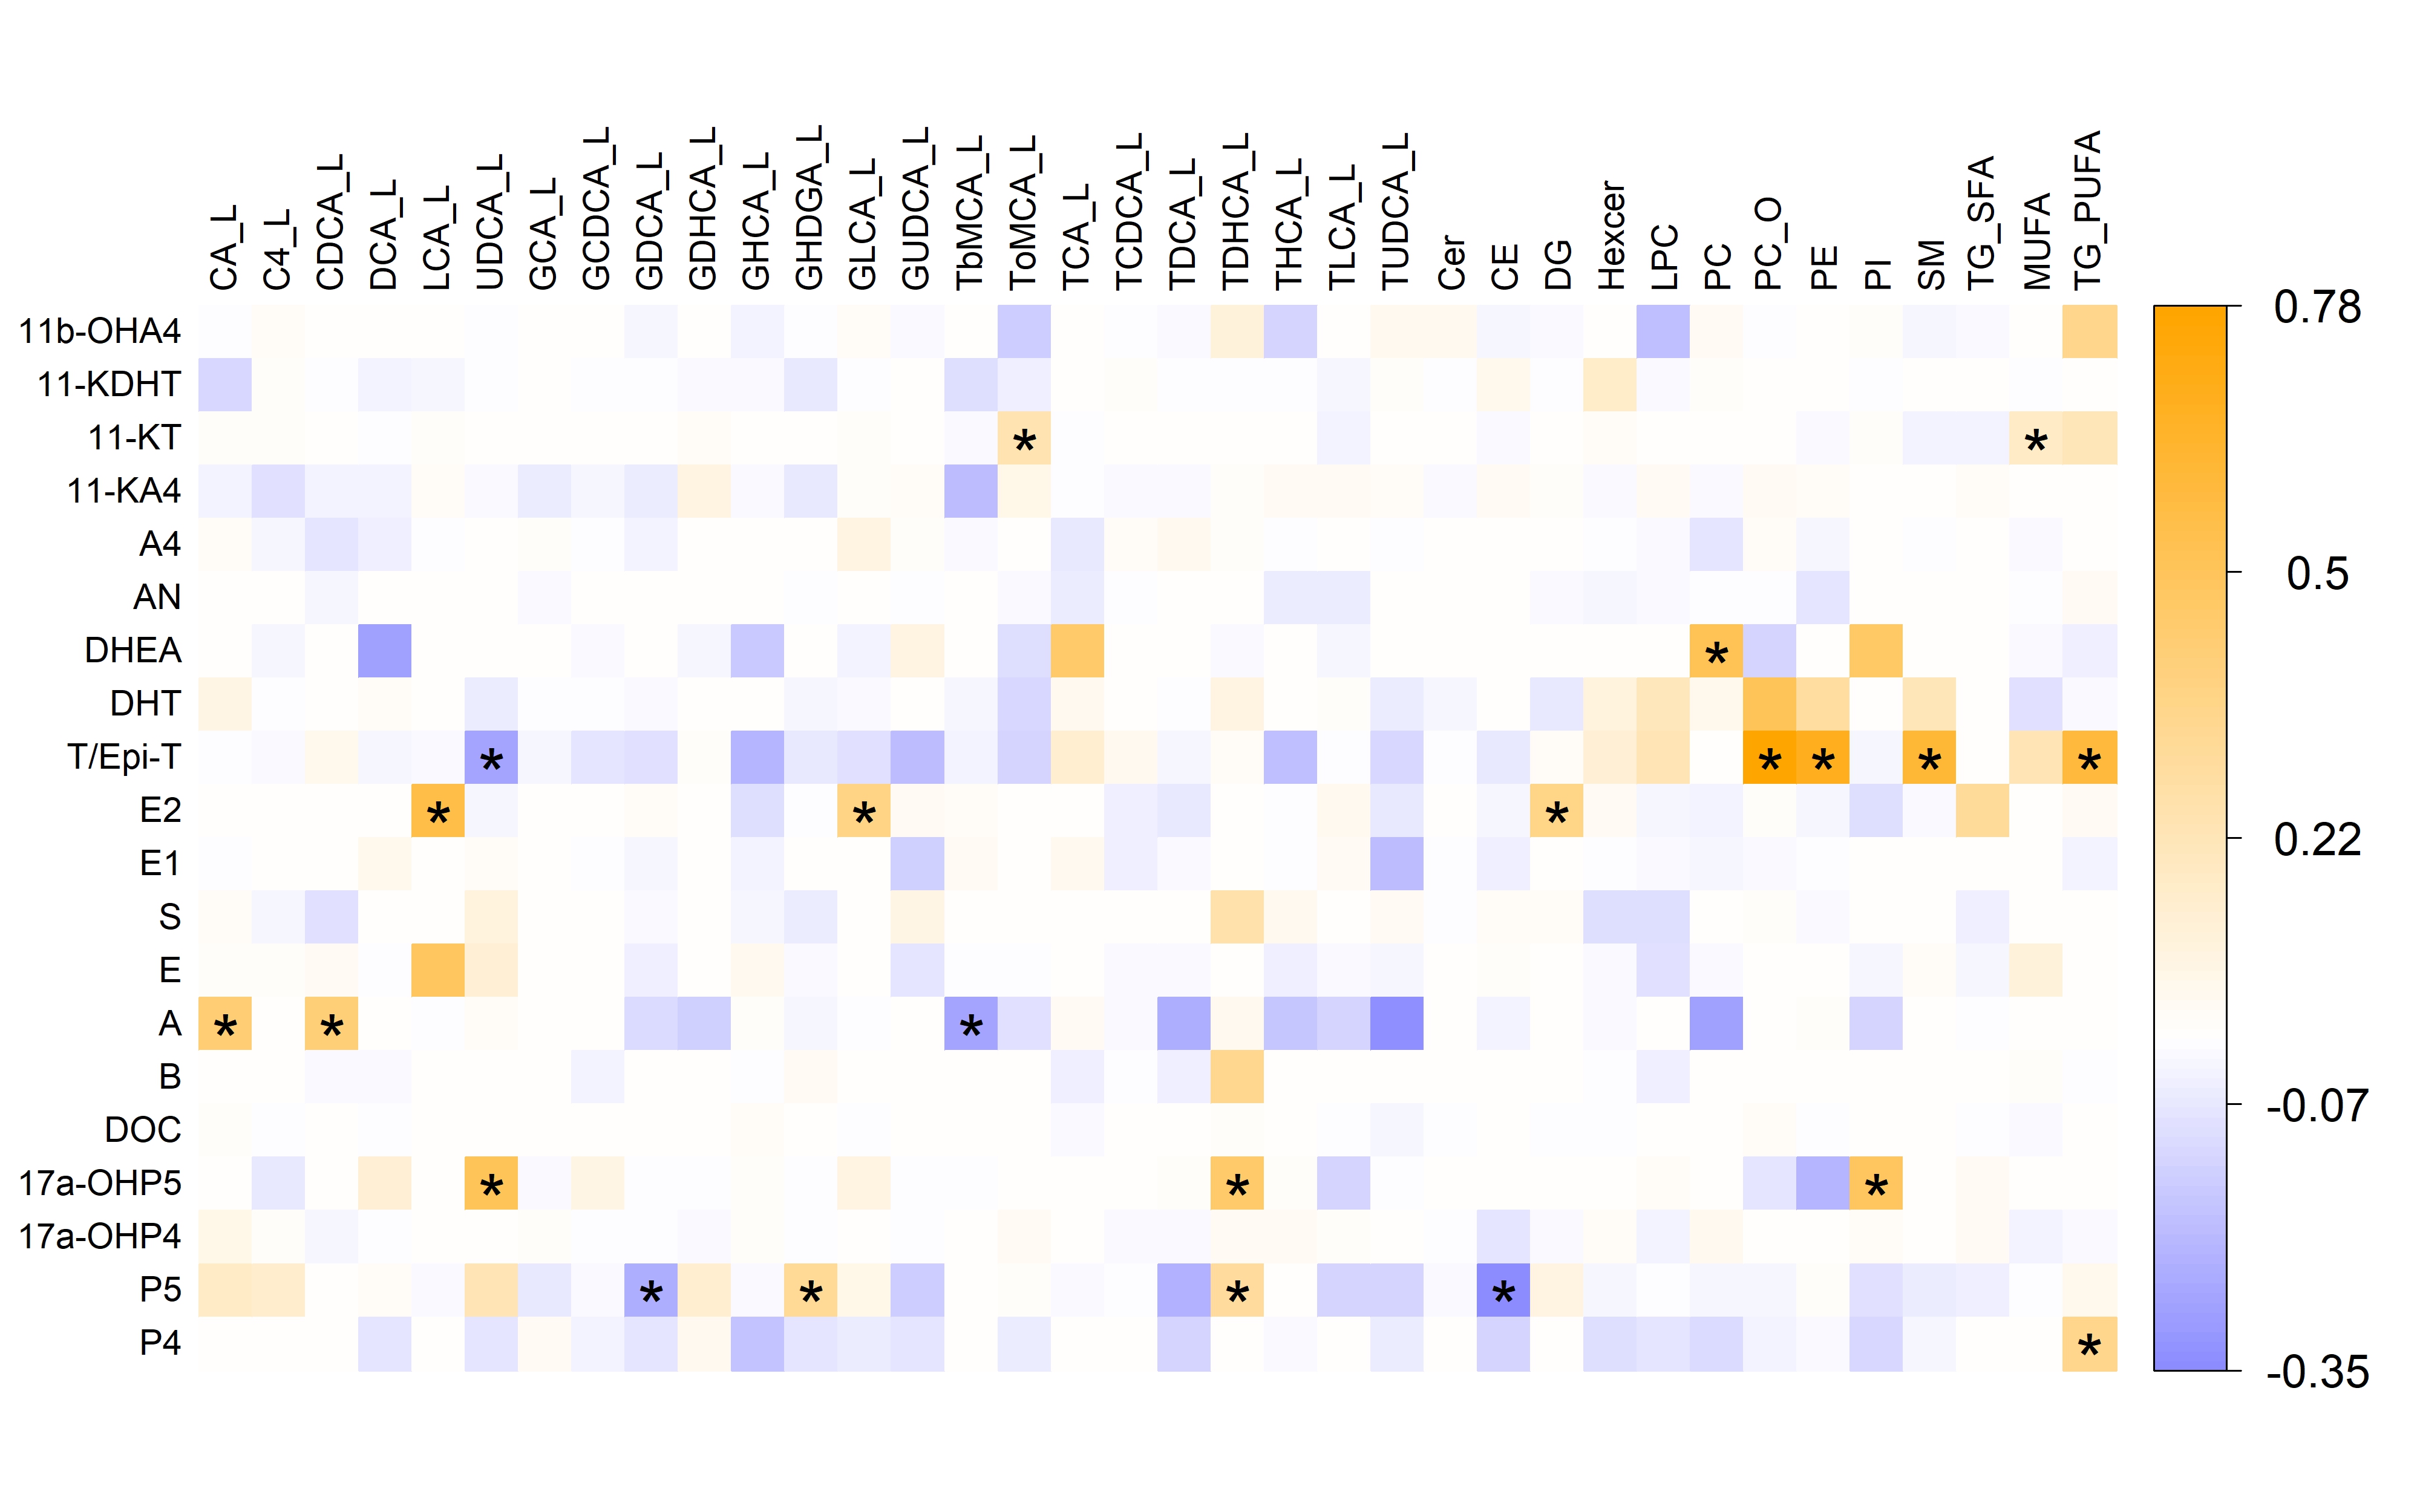 CA_L
C4_L
CDCA_L
DCA_L
LCA_L
UDCA_L
GCA_L
GCDCA_L
GDCA_L
GDHCA_L
GHCA_L
GHDGA_L
GLCA_L
GUDCA_L
TbMCA_L
ToMCA_L
TCA_L
TCDCA_L
TDCA_L
TDHCA_L
THCA_L
TLCA_L
TUDCA_L
Cer
CE
DG
Hexcer
LPC
PC
PC_O
PE
PI
SM
TG_SFA
MUFA
TG_PUFA
11b-OHA4
11-KDHT
11-KT * *
11-KA4
A4
AN
DHEA *
DHT
T/Epi-T * * * * *
E2 * * *
E1
S
E
A * * *
B
DOC
17a-OHP5 * * *
17a-OHP4
P5 * * * *
P4 *
0.78
0.5
0.22
-0.07
-0.35